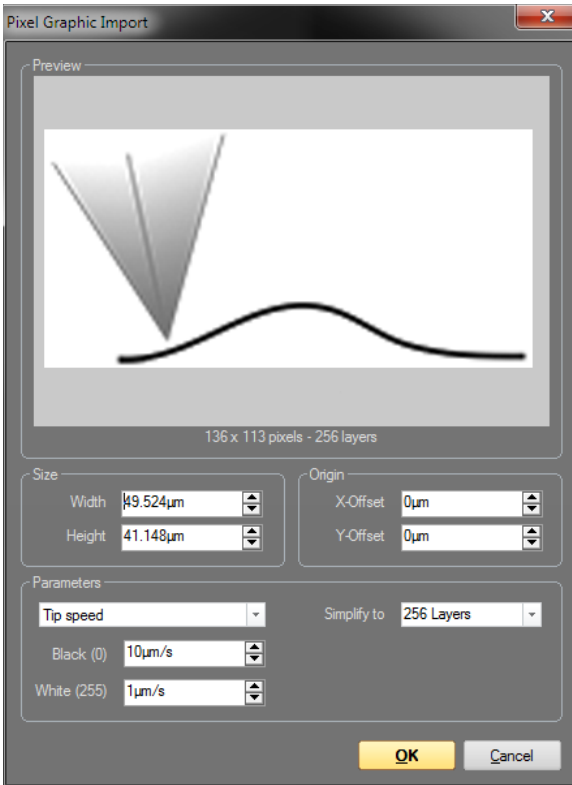 Pixel Graphic Import
Preview
136 x 113 pixels - 256 layers
Size
Width 49.524µm
Height 41.148µm
Origin
X-Offset 0µm
Y-Offset 0µm
Parameters
Tip speed
Simplify to 256 Layers
Black (0) 10µm/s
White (255) 1µm/s
OK Cancel